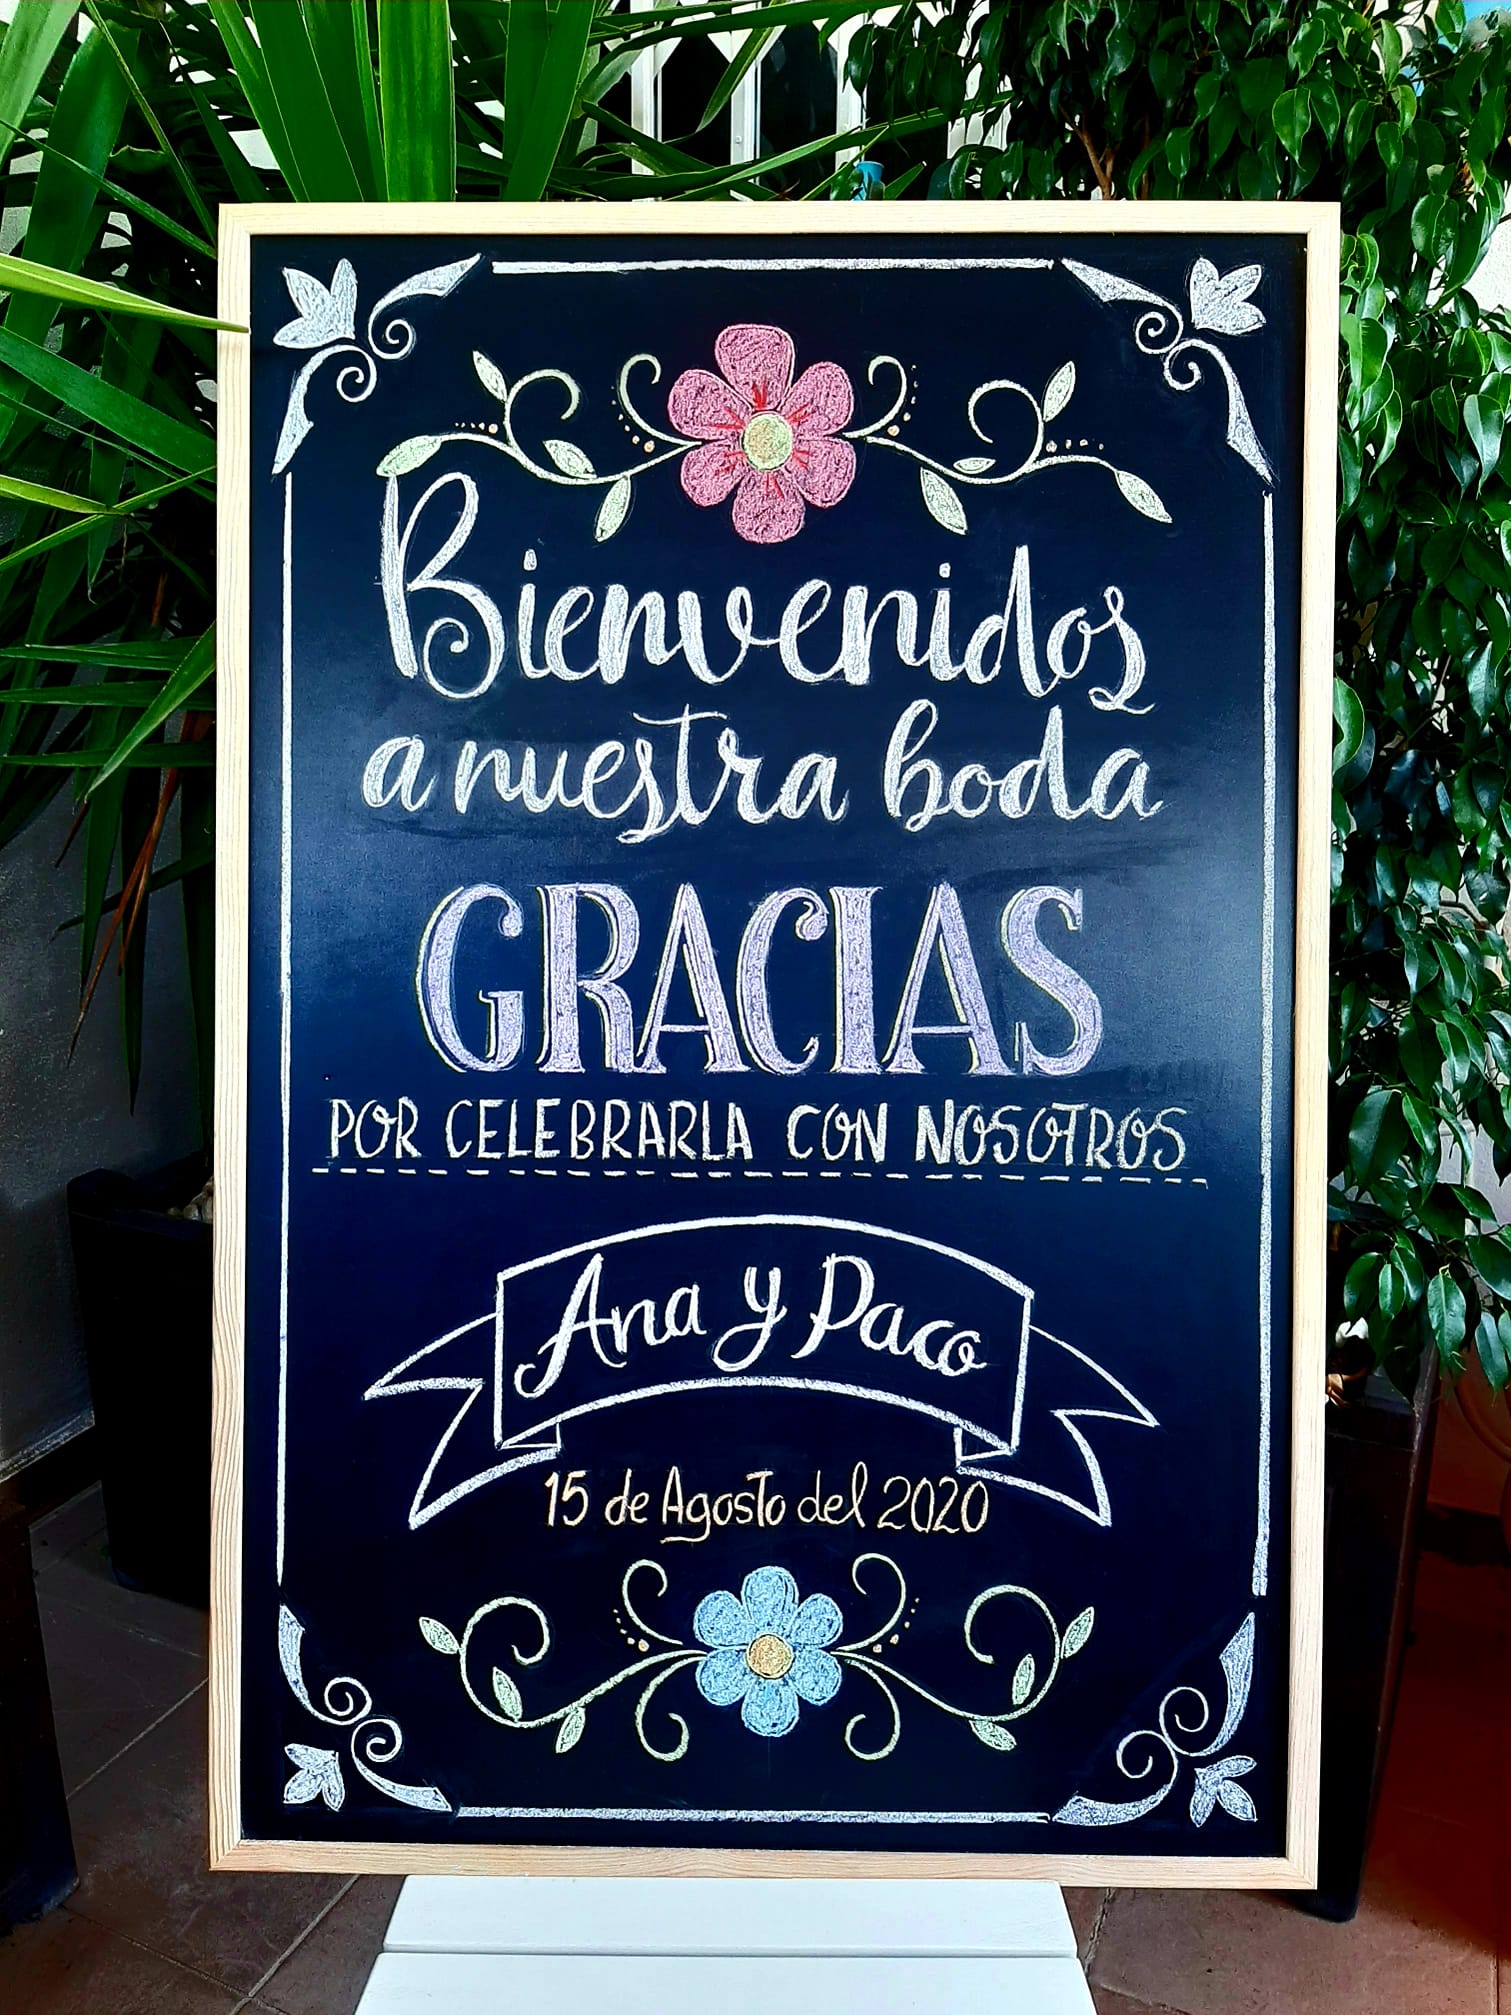 Bienvenidos
a nuestra boda
GRACIAS
POR CELEBRARLA CON NOSOTROS
Ana y Paco
15 de Agosto del 2020